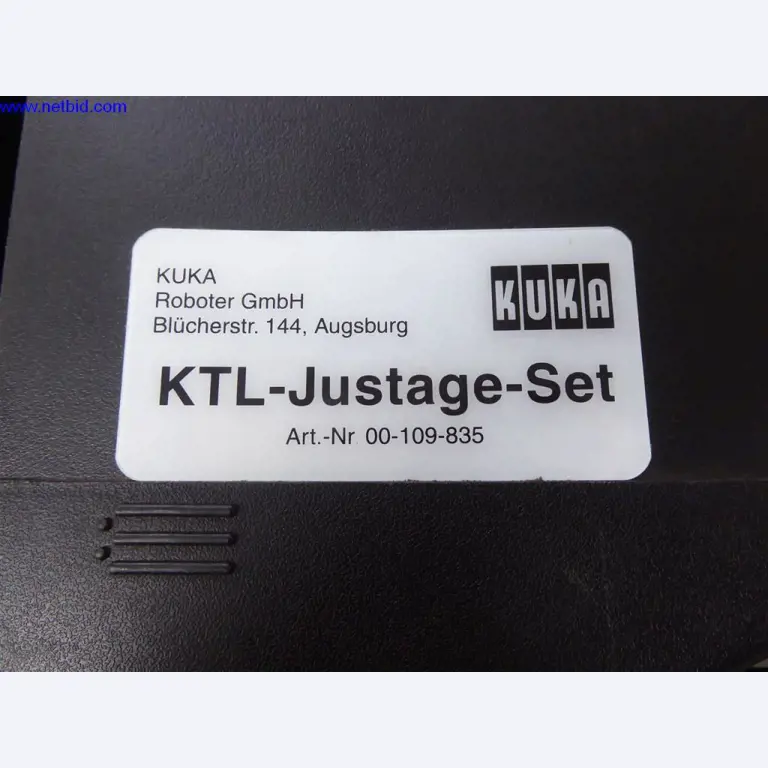 www.netbid.com
KUKA
Roboter GmbH
Blücherstr. 144, Augsburg
KUKA
KTL-Justage-Set
Art.-Nr. 00-109-835